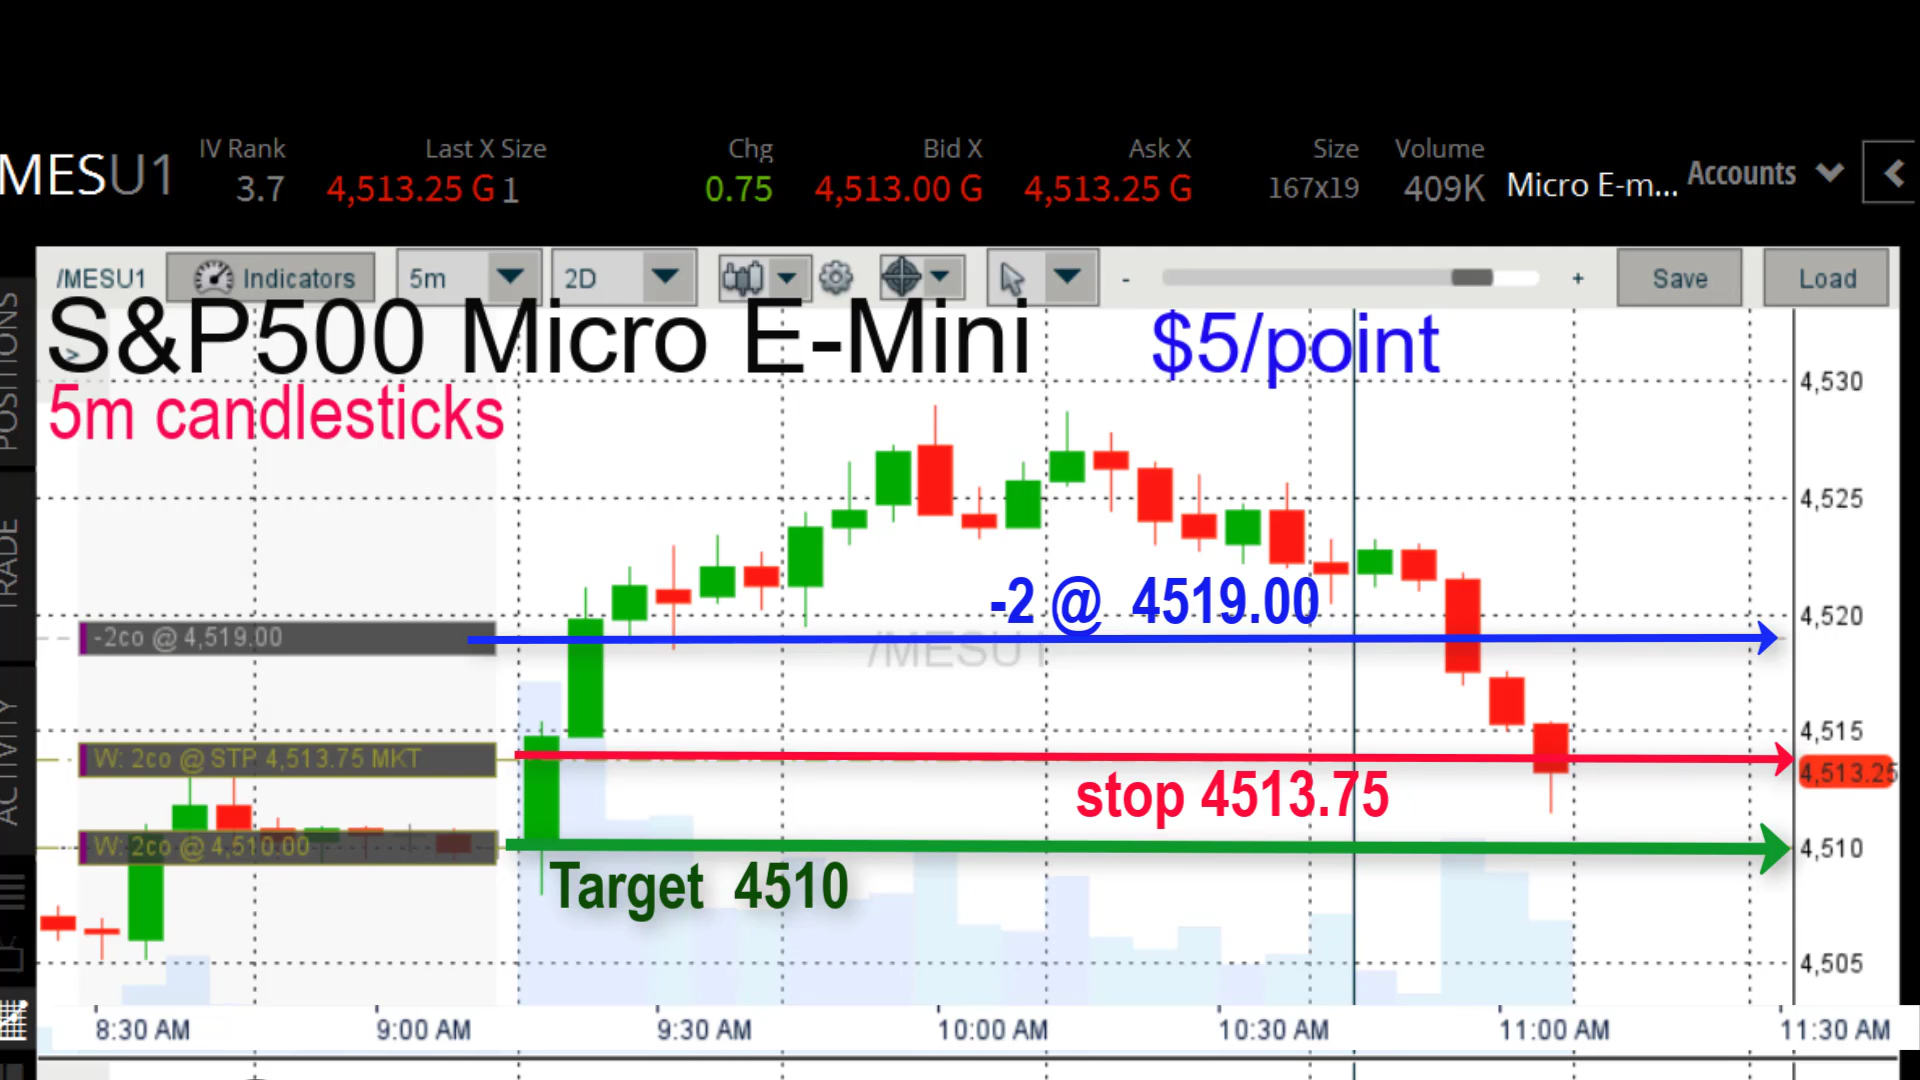 /MESU1
IV Rank
Last X Size
Chg
Bid X
Ask X
Size
Volume
3.7
4,513.25 G 1
0.75
4,513.00 G
4,513.25 G
167x19
409K
Micro E-m...
Accounts
/MESU1
Indicators
5m
2D
-
+
Save
Load
S&P500 Micro E-Mini
$5/point
5m candlesticks
4,530
4,525
4,520
4,515
4,513.25
4,510
4,505
-2 @ 4519.00
-2co @ 4,519.00
/MESU1
W: 2co @ STP 4,513.75 MKT
stop 4513.75
W: 2co @ 4,510.00
Target 4510
8:30 AM
9:00 AM
9:30 AM
10:00 AM
10:30 AM
11:00 AM
11:30 AM
POSITIONS
TRADE
ACTIVITY